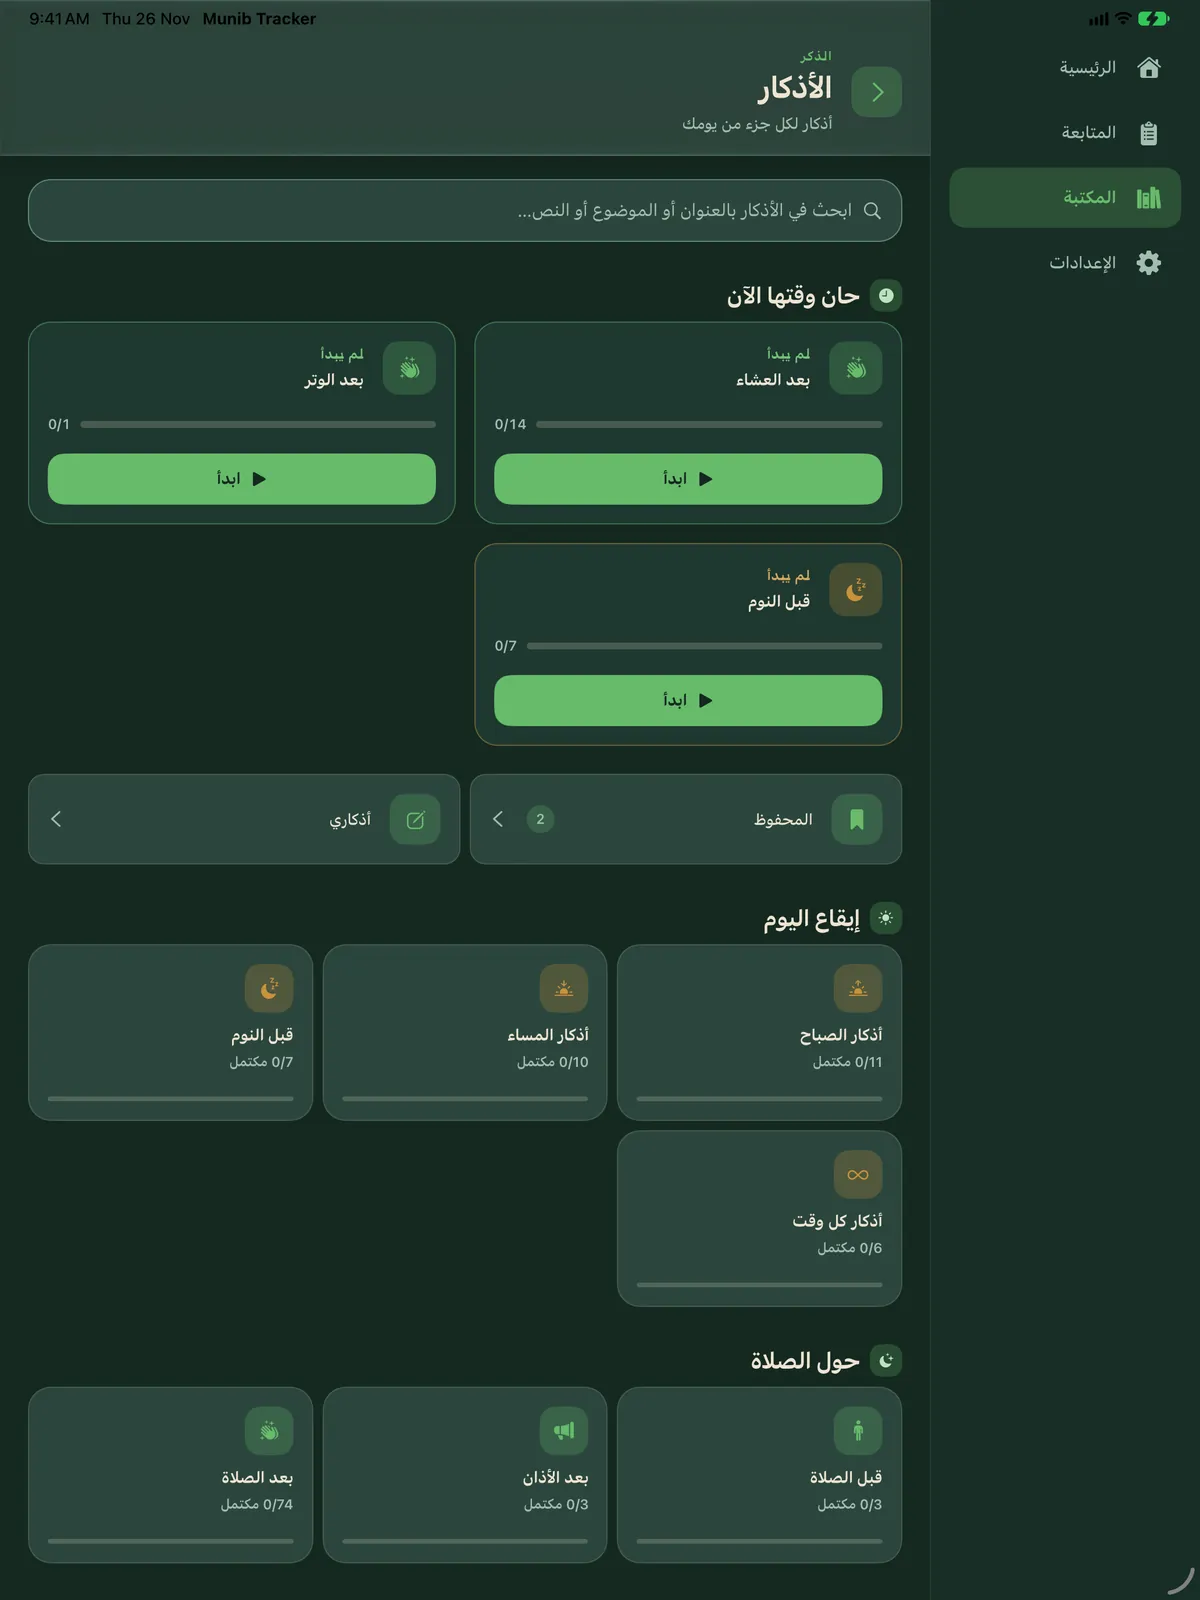 9:41 AM Thu 26 Nov Munib Tracker
الرئيسية
المتابعة
المكتبة
الإعدادات
الذكر
الأذكار
أذكار لكل جزء من يومك
ابحث في الأذكار بالعنوان أو الموضوع أو النص...
حان وقتها الآن
لم يبدأ
بعد العشاء
0/14
ابدأ
لم يبدأ
بعد الوتر
0/1
ابدأ
لم يبدأ
قبل النوم
0/7
ابدأ
المحفوظ 2
أذكاري
إيقاع اليوم
أذكار الصباح
0/11 مكتمل
أذكار المساء
0/10 مكتمل
قبل النوم
0/7 مكتمل
أذكار كل وقت
0/6 مكتمل
حول الصلاة
قبل الصلاة
0/3 مكتمل
بعد الأذان
0/3 مكتمل
بعد الصلاة
0/74 مكتمل